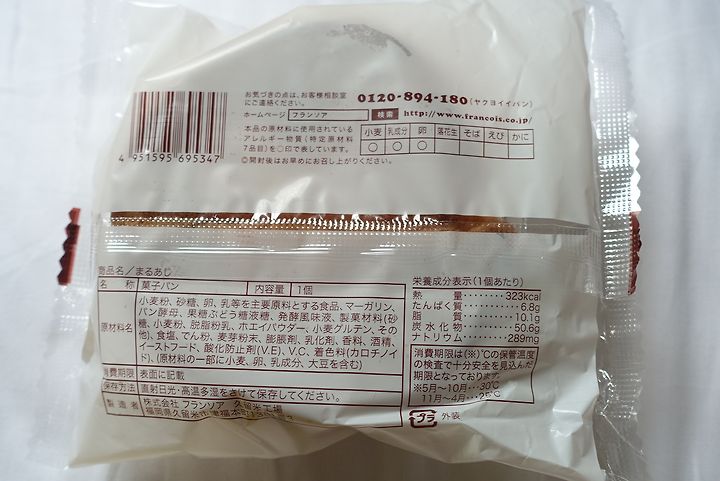 お気づきの点は、お客様相談室
にご連絡ください。
0120-894-180(ヤクヨイイパン)
ホームページ フランソア 検索 http://www.francois.co.jp/
本品の原材料に使用されている
アレルギー物質(特定原材料
7品目)を○印で表しています。
小麦 乳成分 卵 落花生 そば えび かに
○ ○ ○
◎開封後はお早めにお召し上がりください。
4 951595 695347
商品名/まるあじ
名 称 菓子パン 内容量 1個
原材料名 小麦粉、砂糖、卵、乳等を主要原料とする食品、マーガリン、
パン酵母、果糖ぶどう糖液糖、発酵風味液、製菓材料(砂
糖、小麦粉、脱脂粉乳、ホエイパウダー、小麦グルテン、その
他)、食塩、でん粉、麦芽粉末、膨脹剤、乳化剤、香料、酒精、
イーストフード、酸化防止剤(V.E)、V.C、着色料(カロチノイ
ド)、(原材料の一部に小麦、卵、乳成分、大豆を含む)
消費期限 表面に記載
保存方法 直射日光・高温多湿をさけて保存してください。
製造者 株式会社 フランソア 久留米工場
福岡県久留米市津福本町
栄養成分表示(1個あたり)
熱量 323kcal
たんぱく質 6.8g
脂質 10.1g
炭水化物 50.6g
ナトリウム 289mg
消費期限は(※)℃の保管温度
の検査で十分安全を見込んだ
期限となっております。
※5月〜10月…30℃
11月〜4月…25℃
プラ 外装